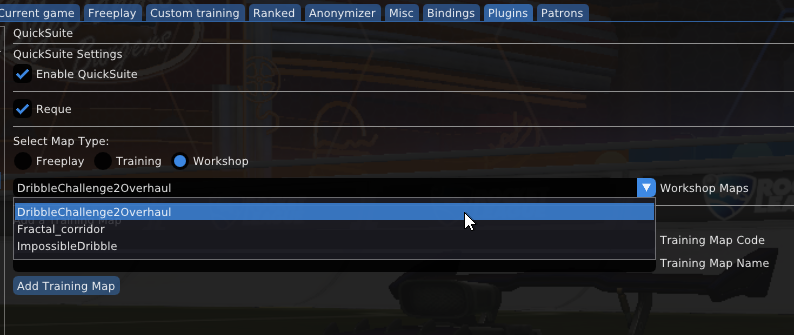 Current game Freeplay Custom training Ranked Anonymizer Misc Bindings Plugins Patrons
QuickSuite
QuickSuite Settings
Enable QuickSuite
Reque
Select Map Type:
Freeplay Training Workshop
DribbleChallenge2Overhaul Workshop Maps
DribbleChallenge2Overhaul
Fractal_corridor
ImpossibleDribble
Training Map Code
Training Map Name
Add Training Map